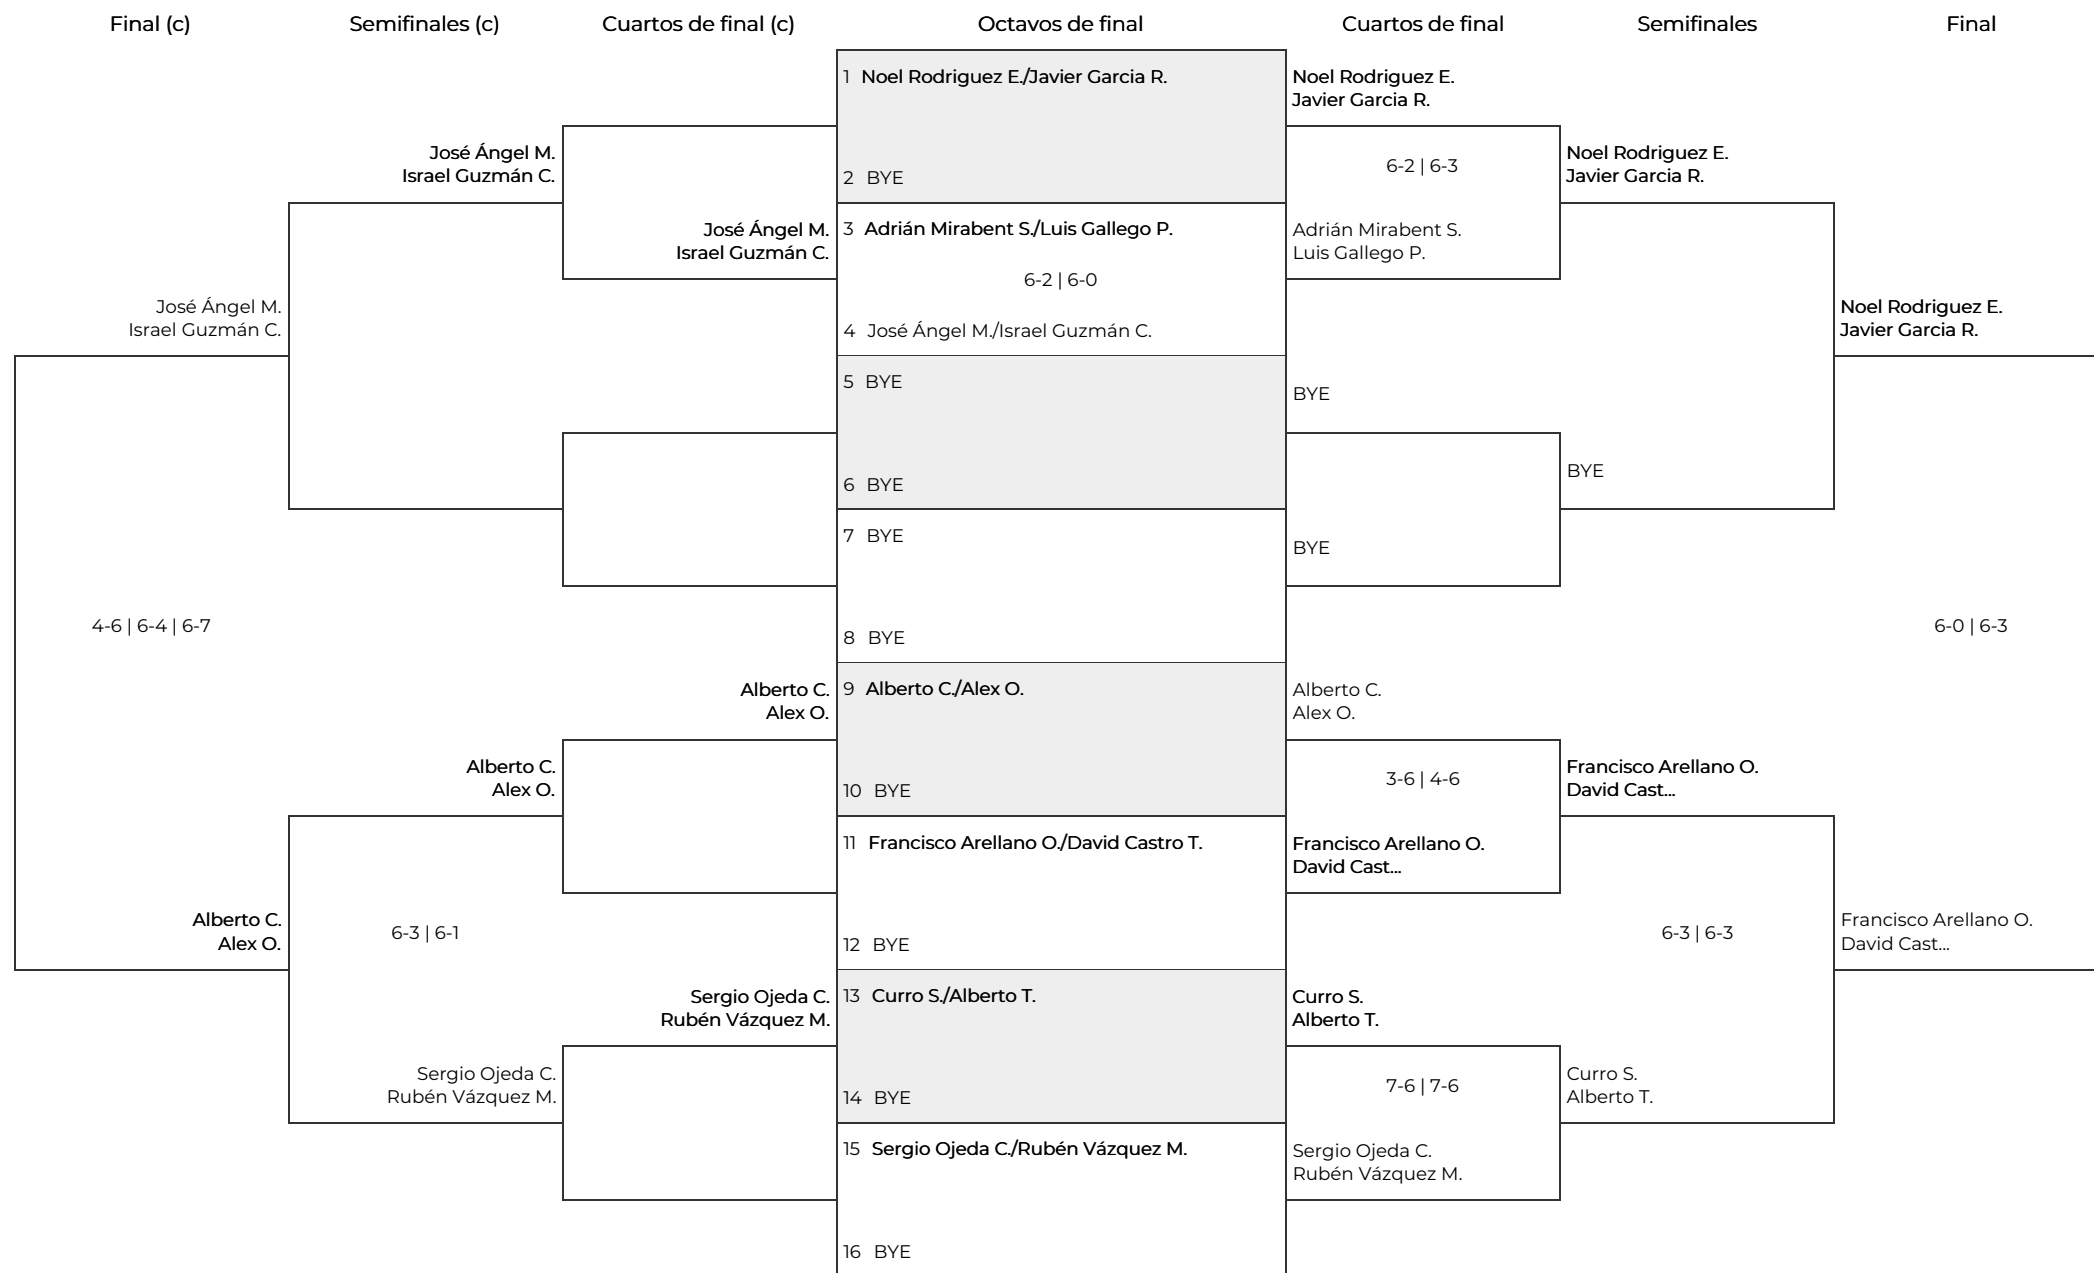 Final (c)
Semifinales (c)
Cuartos de final (c)
Octavos de final
Cuartos de final
Semifinales
Final
José Ángel M.
Israel Guzmán C.
4-6 | 6-4 | 6-7
Alberto C.
Alex O.
José Ángel M.
Israel Guzmán C.
Alberto C.
Alex O.
6-3 | 6-1
Sergio Ojeda C.
Rubén Vázquez M.
José Ángel M.
Israel Guzmán C.
Alberto C.
Alex O.
Sergio Ojeda C.
Rubén Vázquez M.
1 Noel Rodriguez E./Javier Garcia R.
2 BYE
3 Adrián Mirabent S./Luis Gallego P.
6-2 | 6-0
4 José Ángel M./Israel Guzmán C.
5 BYE
6 BYE
7 BYE
8 BYE
9 Alberto C./Alex O.
10 BYE
11 Francisco Arellano O./David Castro T.
12 BYE
13 Curro S./Alberto T.
14 BYE
15 Sergio Ojeda C./Rubén Vázquez M.
16 BYE
Noel Rodriguez E.
Javier Garcia R.
6-2 | 6-3
Adrián Mirabent S.
Luis Gallego P.
BYE
BYE
Alberto C.
Alex O.
3-6 | 4-6
Francisco Arellano O.
David Cast...
Curro S.
Alberto T.
7-6 | 7-6
Sergio Ojeda C.
Rubén Vázquez M.
Noel Rodriguez E.
Javier Garcia R.
BYE
Francisco Arellano O.
David Cast...
6-3 | 6-3
Curro S.
Alberto T.
Noel Rodriguez E.
Javier Garcia R.
6-0 | 6-3
Francisco Arellano O.
David Cast...